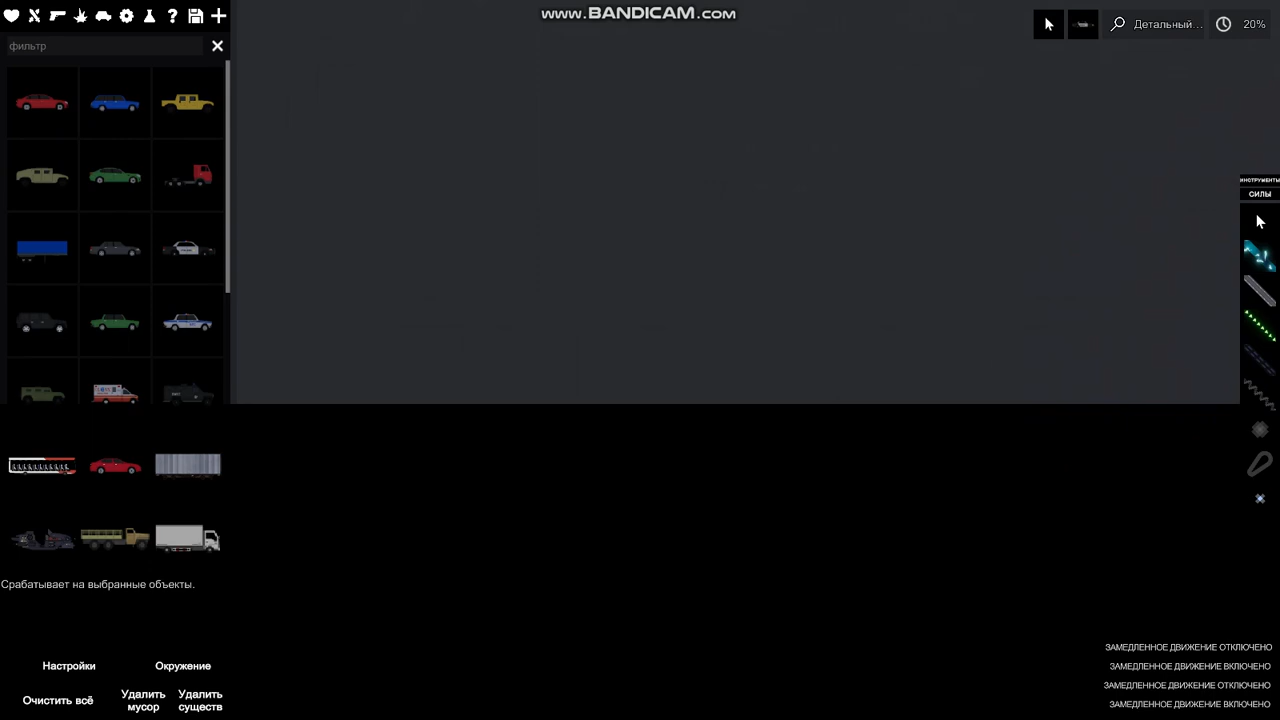 www.BANDICAM.com
фильтр
Детальный...
20%
ИНСТРУМЕНТЫ
СИЛЫ
Срабатывает на выбранные объекты.
Настройки
Окружение
Очистить всё
Удалить мусор
Удалить существ
ЗАМЕДЛЕННОЕ ДВИЖЕНИЕ ОТКЛЮЧЕНО
ЗАМЕДЛЕННОЕ ДВИЖЕНИЕ ВКЛЮЧЕНО
ЗАМЕДЛЕННОЕ ДВИЖЕНИЕ ОТКЛЮЧЕНО
ЗАМЕДЛЕННОЕ ДВИЖЕНИЕ ВКЛЮЧЕНО